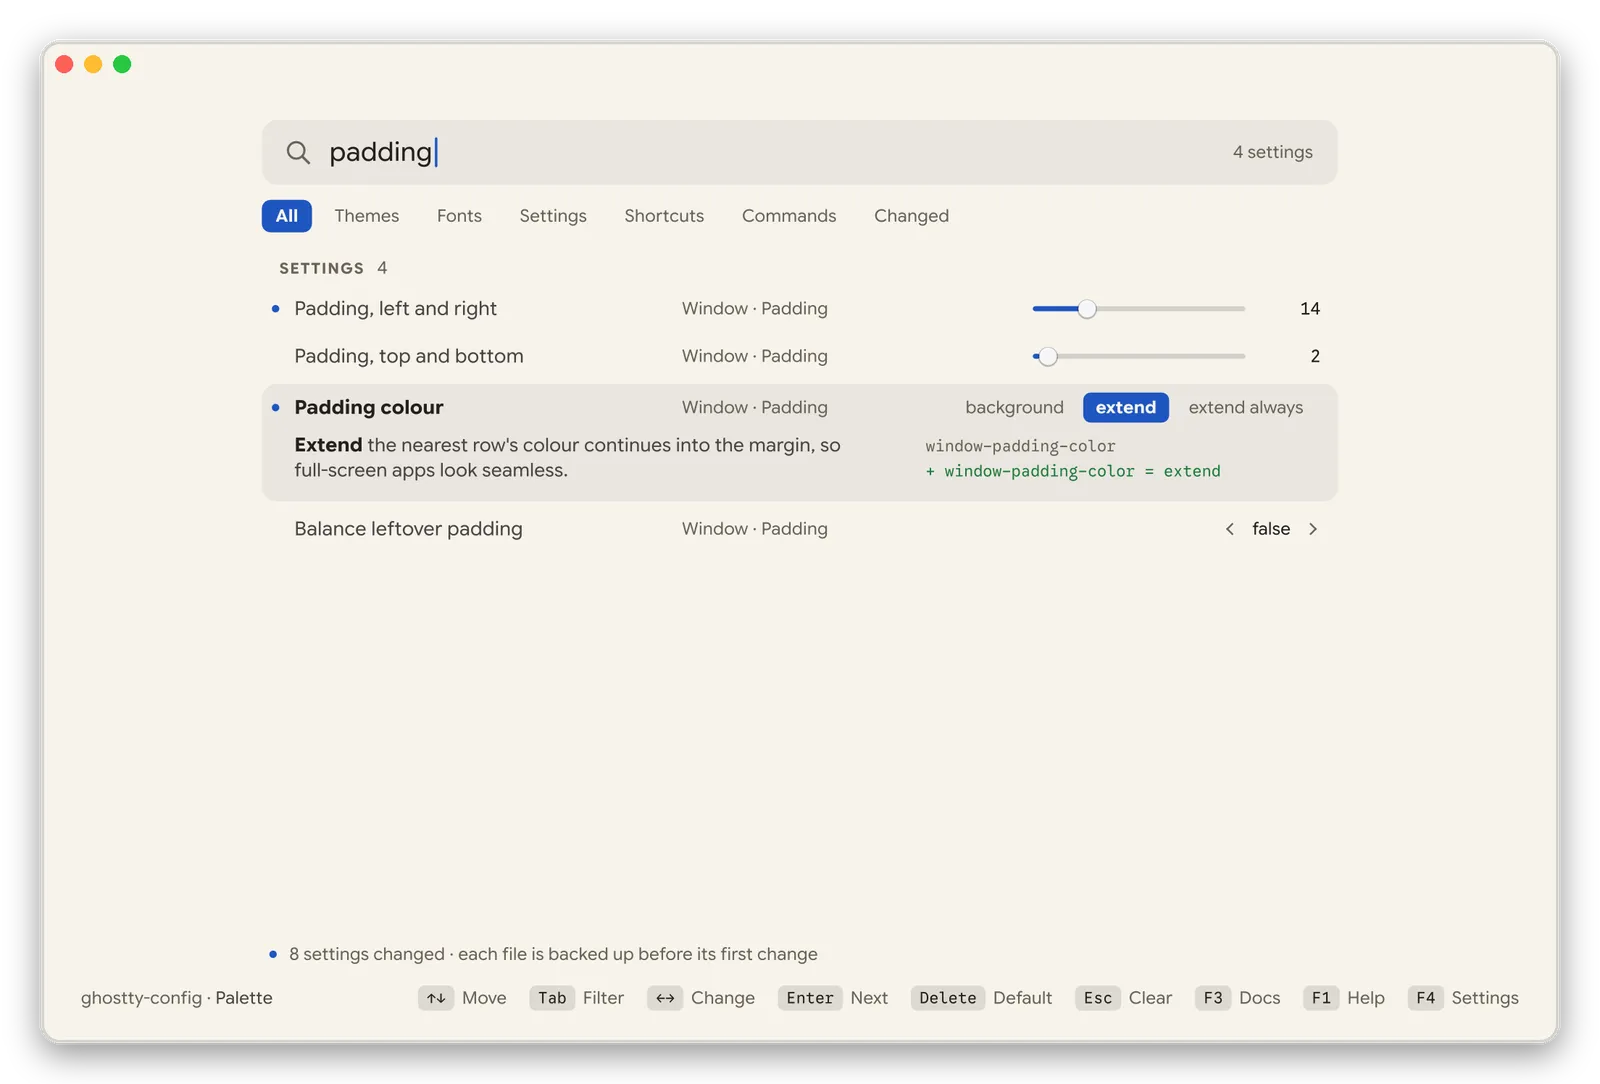 padding
4 settings
All Themes Fonts Settings Shortcuts Commands Changed
SETTINGS 4
Padding, left and right Window · Padding 14
Padding, top and bottom Window · Padding 2
Padding colour Window · Padding background extend extend always
Extend the nearest row's colour continues into the margin, so
full-screen apps look seamless.
window-padding-color
+ window-padding-color = extend
Balance leftover padding Window · Padding < false >
8 settings changed · each file is backed up before its first change
ghostty-config · Palette ↑↓ Move Tab Filter ↔ Change Enter Next Delete Default Esc Clear F3 Docs F1 Help F4 Settings